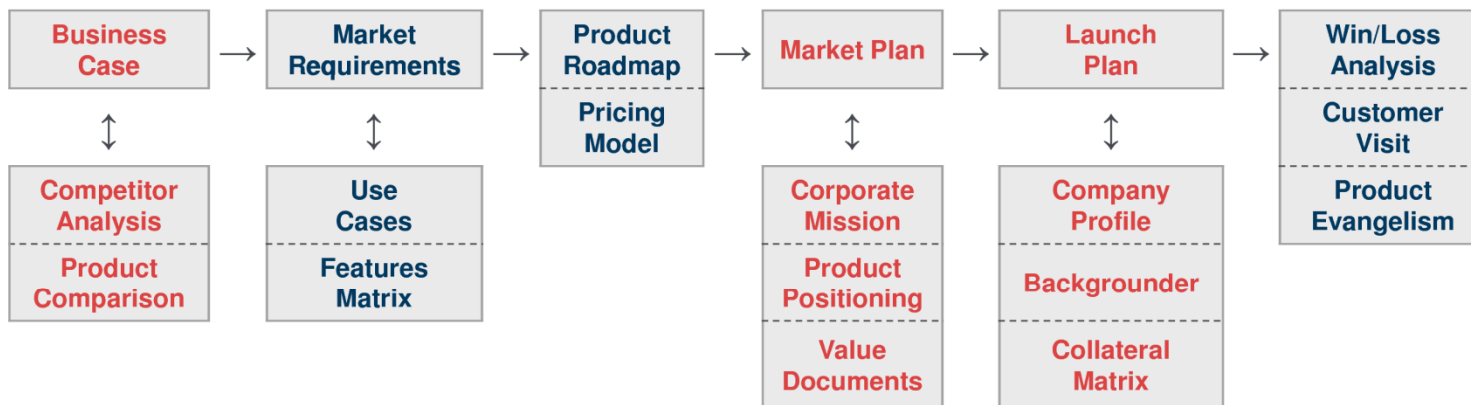 Business
Case
Market
Requirements
Product
Roadmap
Pricing
Model
Market Plan
Launch
Plan
Win/Loss
Analysis
Customer
Visit
Product
Evangelism
Competitor
Analysis
Product
Comparison
Use
Cases
Features
Matrix
Corporate
Mission
Product
Positioning
Value
Documents
Company
Profile
Backgrounder
Collateral
Matrix